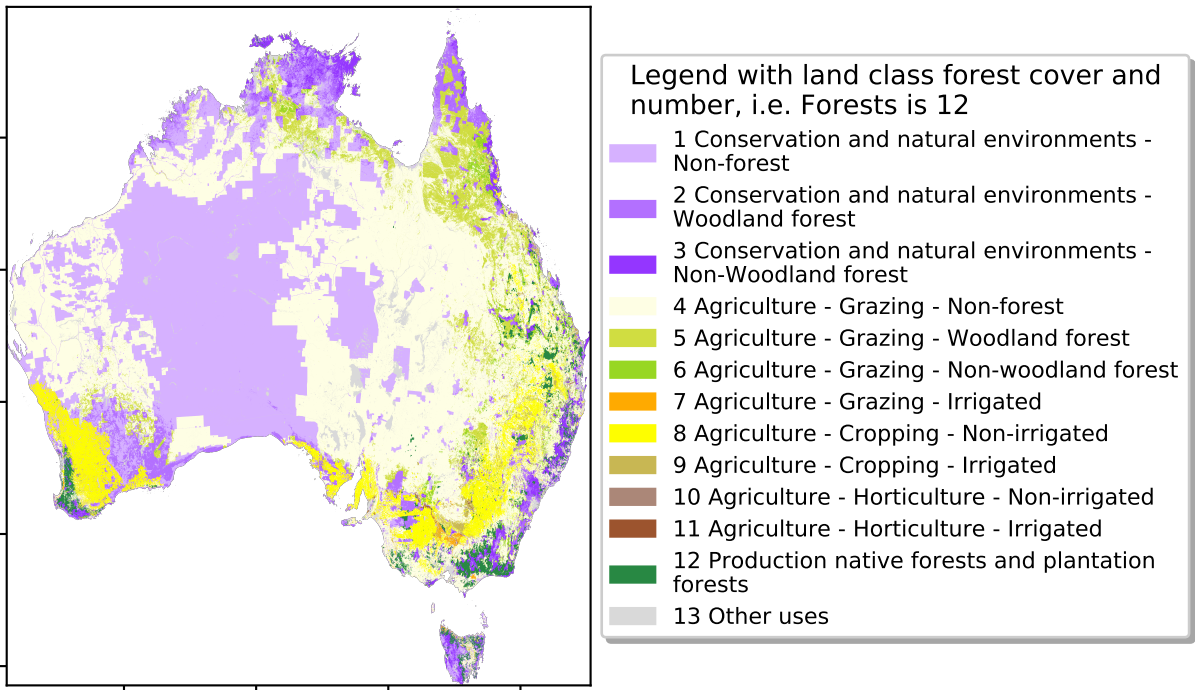 Legend with land class forest cover and
number, i.e. Forests is 12
1 Conservation and natural environments -
Non-forest
2 Conservation and natural environments -
Woodland forest
3 Conservation and natural environments -
Non-Woodland forest
4 Agriculture - Grazing - Non-forest
5 Agriculture - Grazing - Woodland forest
6 Agriculture - Grazing - Non-woodland forest
7 Agriculture - Grazing - Irrigated
8 Agriculture - Cropping - Non-irrigated
9 Agriculture - Cropping - Irrigated
10 Agriculture - Horticulture - Non-irrigated
11 Agriculture - Horticulture - Irrigated
12 Production native forests and plantation
forests
13 Other uses